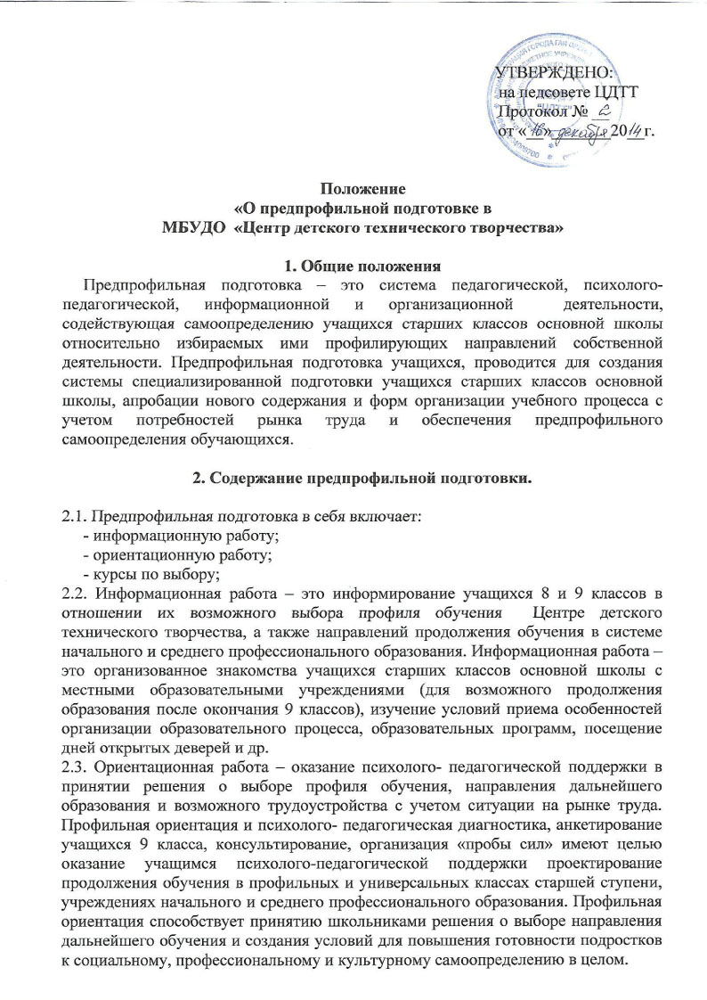 УТВЕРЖДЕНО:
на педсовете ЦДТТ
Протокол № 2
от «16» декабря 2014 г.
Положение
«О предпрофильной подготовке в
МБУДО «Центр детского технического творчества»
1. Общие положения
Предпрофильная подготовка – это система педагогической, психолого-
педагогической, информационной и организационной деятельности,
содействующая самоопределению учащихся старших классов основной школы
относительно избираемых ими профилирующих направлений собственной
деятельности. Предпрофильная подготовка учащихся, проводится для создания
системы специализированной подготовки учащихся старших классов основной
школы, апробации нового содержания и форм организации учебного процесса с
учетом потребностей рынка труда и обеспечения предпрофильного
самоопределения обучающихся.
2. Содержание предпрофильной подготовки.
2.1. Предпрофильная подготовка в себя включает:
- информационную работу;
- ориентационную работу;
- курсы по выбору;
2.2. Информационная работа – это информирование учащихся 8 и 9 классов в
отношении их возможного выбора профиля обучения Центре детского
технического творчества, а также направлений продолжения обучения в системе
начального и среднего профессионального образования. Информационная работа –
это организованное знакомства учащихся старших классов основной школы с
местными образовательными учреждениями (для возможного продолжения
образования после окончания 9 классов), изучение условий приема особенностей
организации образовательного процесса, образовательных программ, посещение
дней открытых деверей и др.
2.3. Ориентационная работа – оказание психолого- педагогической поддержки в
принятии решения о выборе профиля обучения, направления дальнейшего
образования и возможного трудоустройства с учетом ситуации на рынке труда.
Профильная ориентация и психолого- педагогическая диагностика, анкетирование
учащихся 9 класса, консультирование, организация «пробы сил» имеют целью
оказание учащимся психолого-педагогической поддержки проектирование
продолжения обучения в профильных и универсальных классах старшей ступени,
учреждениях начального и среднего профессионального образования. Профильная
ориентация способствует принятию школьниками решения о выборе направления
дальнейшего обучения и создания условий для повышения готовности подростков
к социальному, профессиональному и культурному самоопределению в целом.